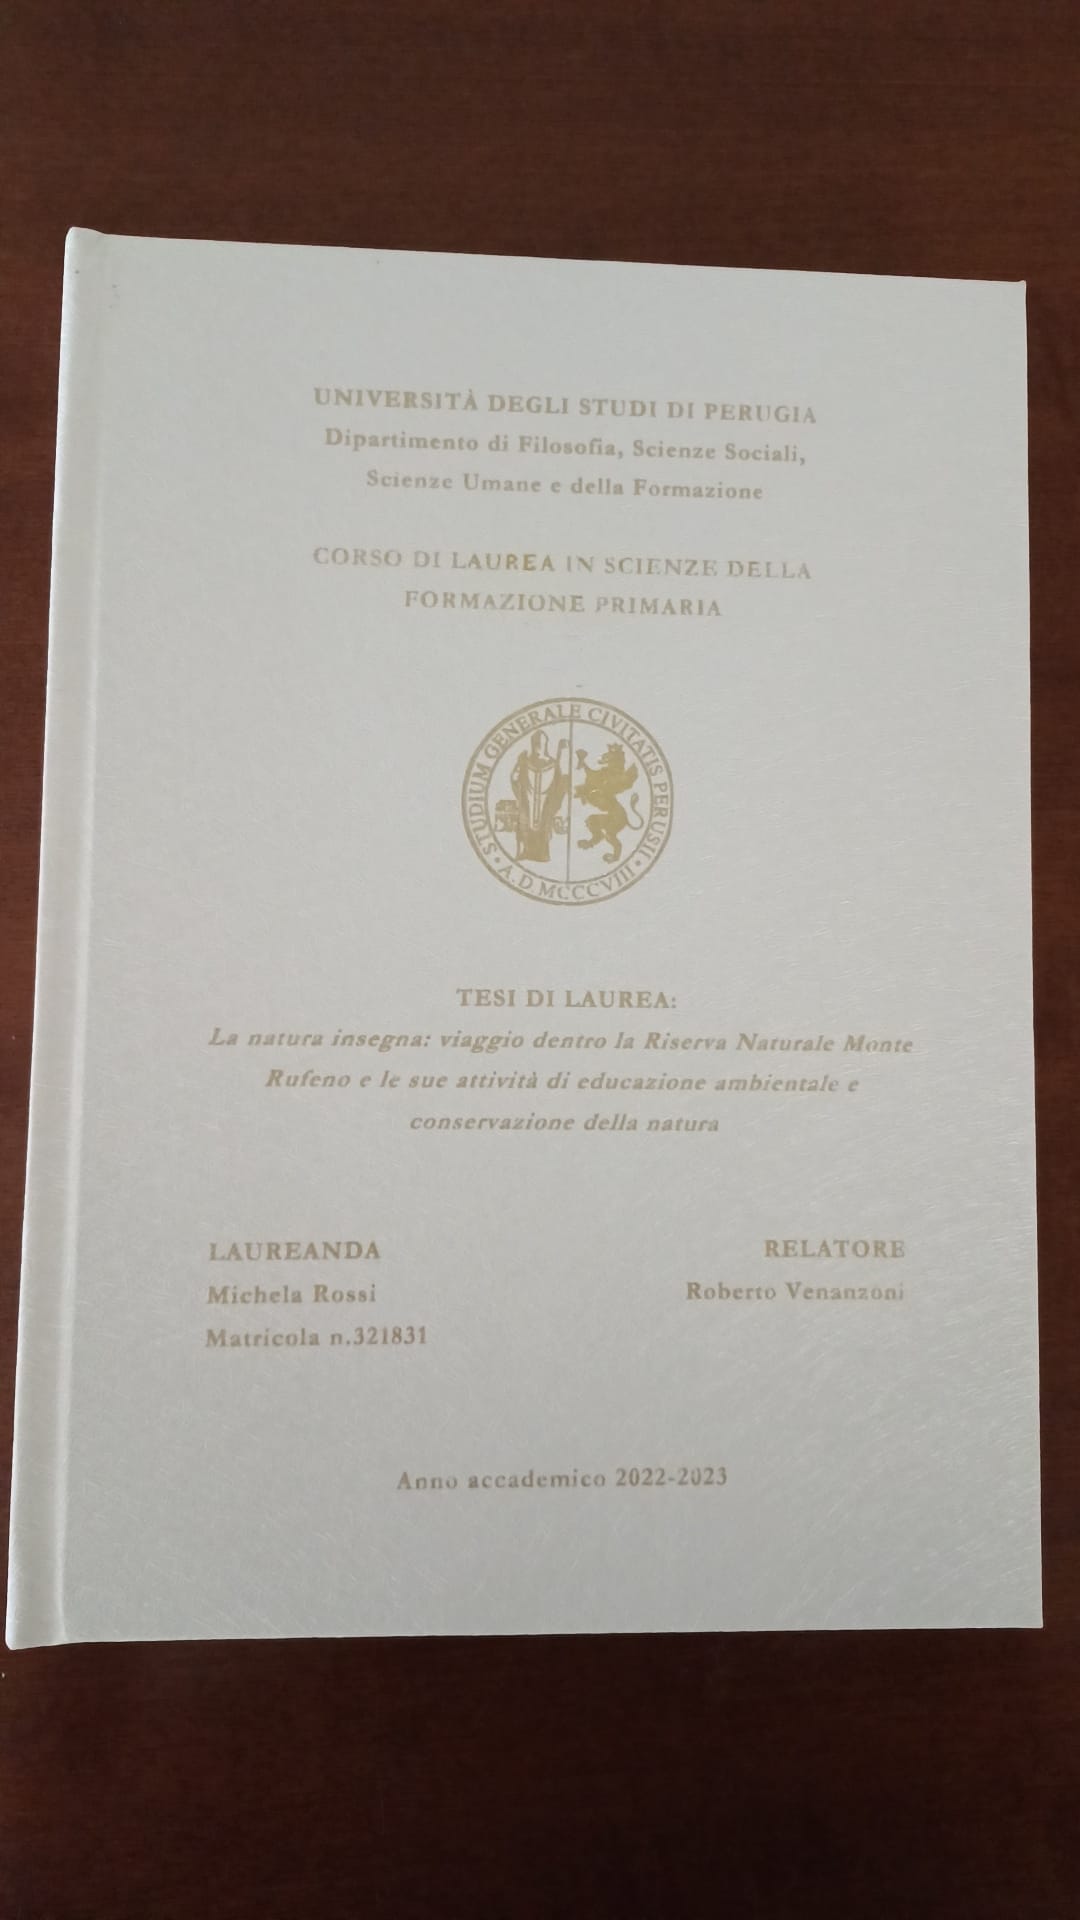 UNIVERSITÀ DEGLI STUDI DI PERUGIA
Dipartimento di Filosofia, Scienze Sociali,
Scienze Umane e della Formazione
CORSO DI LAUREA IN SCIENZE DELLA
FORMAZIONE PRIMARIA
STUDIUM GENERALE CIVITATIS PERUSII
A.D. MCCCVIII
TESI DI LAUREA:
La natura insegna: viaggio dentro la Riserva Naturale Monte
Rufeno e le sue attività di educazione ambientale e
conservazione della natura
LAUREANDA
RELATORE
Michela Rossi
Roberto Venanzoni
Matricola n.321831
Anno accademico 2022-2023